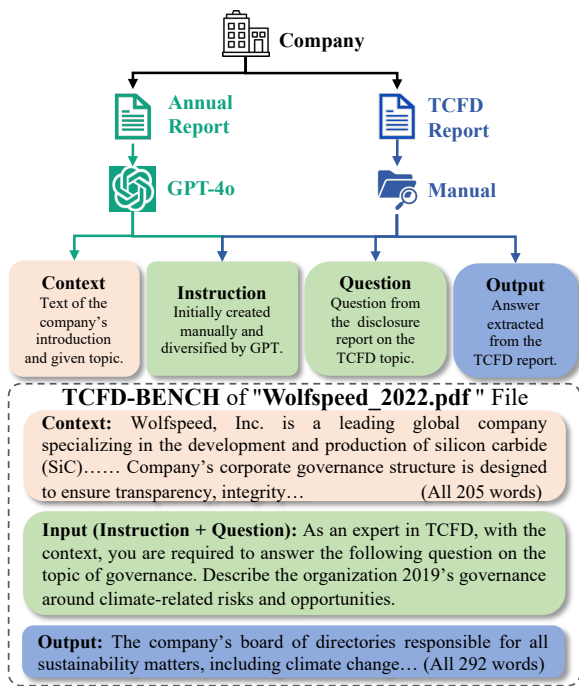 Company
Annual
Report
TCFD
Report
GPT-4o
Manual
Context
Text of the
company's
introduction
and given topic.
Instruction
Initially created
manually and
diversified by GPT.
Question
Question from
the disclosure
report on the
TCFD topic.
Output
Answer
extracted
from the
TCFD report.
TCFD-BENCH of "Wolfspeed_2022.pdf " File
Context: Wolfspeed, Inc. is a leading global company
specializing in the development and production of silicon carbide
(SiC)…… Company's corporate governance structure is designed
to ensure transparency, integrity… (All 205 words)
Input (Instruction + Question): As an expert in TCFD, with the
context, you are required to answer the following question on the
topic of governance. Describe the organization 2019's governance
around climate-related risks and opportunities.
Output: The company's board of directories responsible for all
sustainability matters, including climate change… (All 292 words)